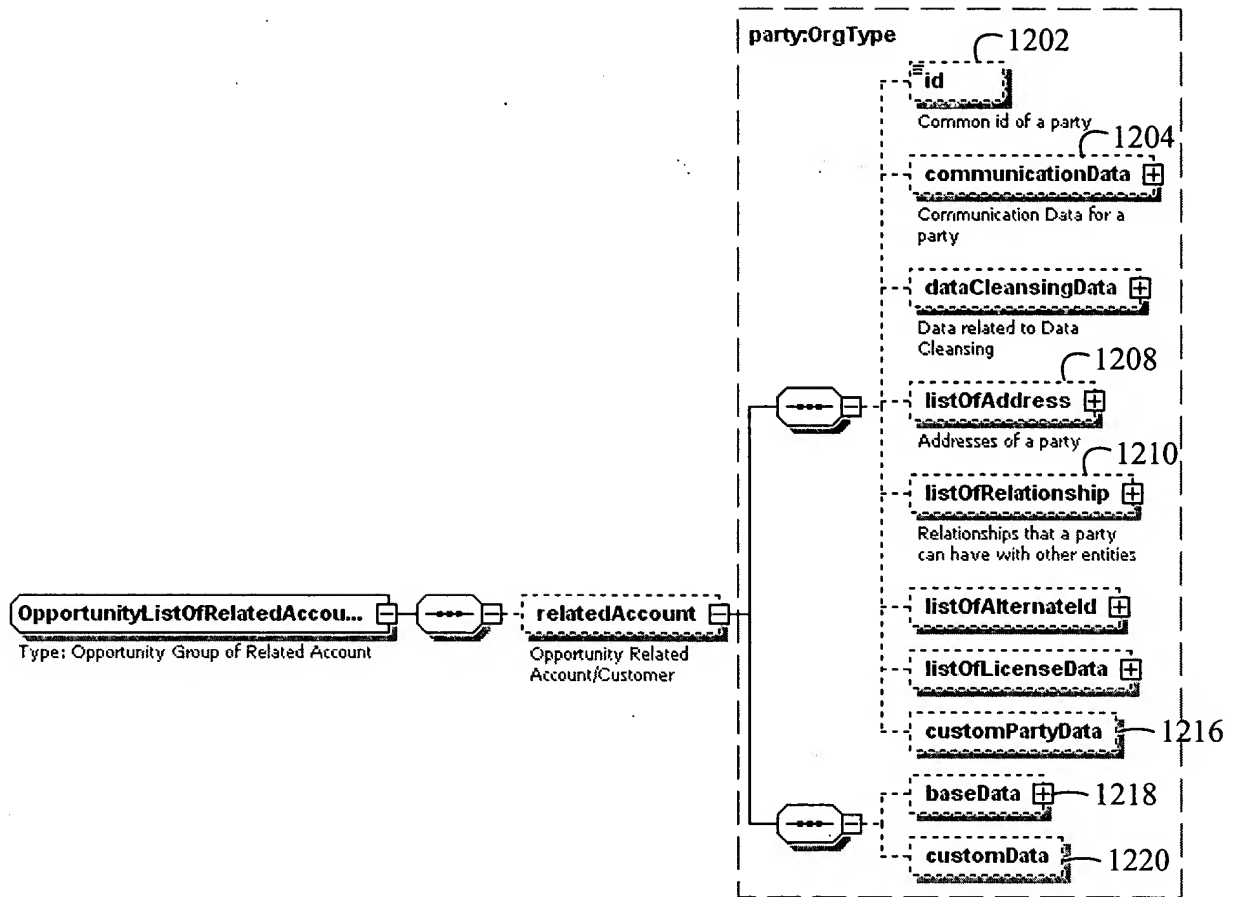 party:OrgType
1202
id
Common id of a party
1204
communicationData
Communication Data for a
party
dataCleansingData
Data related to Data
Cleansing
1208
listOfAddress
Addresses of a party
1210
listOfRelationship
Relationships that a party
can have with other entities
OpportunityListOfRelatedAccou...
Type: Opportunity Group of Related Account
relatedAccount
Opportunity Related
Account/Customer
listOfAlternateId
listOfLicenseData
customPartyData
1216
baseData
1218
customData
1220